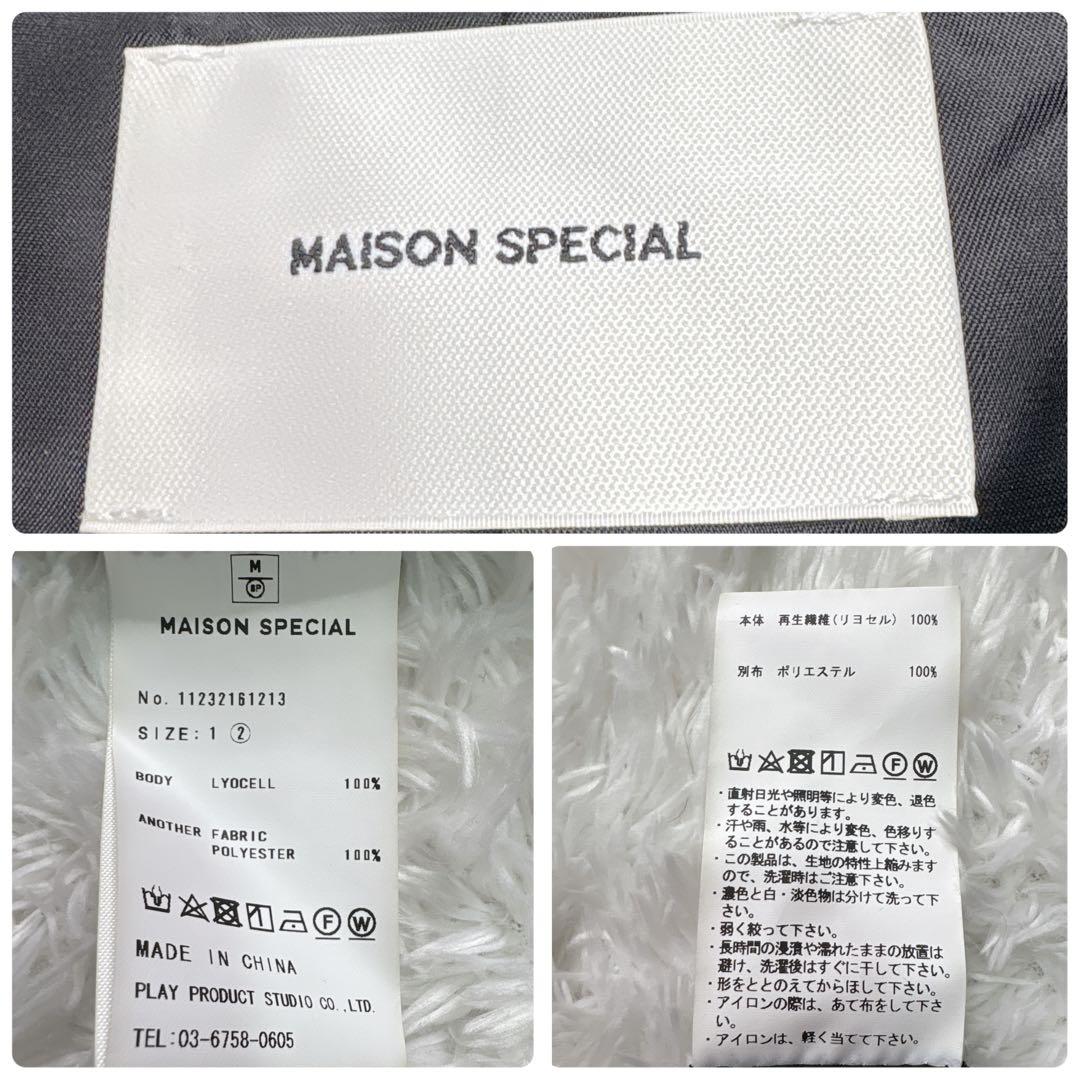 MAISON SPECIAL
M
SP
MAISON SPECIAL
No. 11232161213
SIZE: 1 ②
BODY LYOCELL 100%
ANOTHER FABRIC
POLYESTER 100%
F W
MADE IN CHINA
PLAY PRODUCT STUDIO CO.,LTD.
TEL:03-6758-0605
本体 再生繊維(リヨセル) 100%
別布 ポリエステル 100%
F W
・直射日光や照明等により変色、退色
することがあります。
・汗や雨、水等により変色、色移りす
ることがあるので注意して下さい。
・この製品は、生地の特性上縮みます
ので、洗濯時はご注意下さい。
・濃色と白・淡色物は分けて洗って下
さい。
・弱く絞って下さい。
・長時間の浸漬や濡れたままの放置は
避け、洗濯後はすぐに干して下さい。
・形をととのえてからほして下さい。
・アイロンの際は、あて布をして下さ
い。
・アイロンは、軽く当てて下さい。